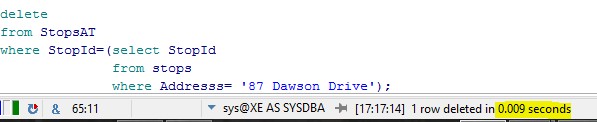 delete
from StopsAT
where StopId=(select StopId
from stops
where Addresss= '87 Dawson Drive');
& 65:11 sys@XE AS SYSDBA [17:17:14] 1 row deleted in 0.009 seconds